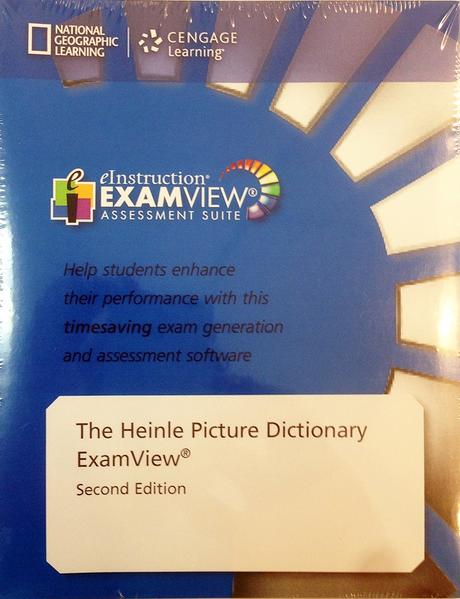 NATIONAL
GEOGRAPHIC
LEARNING
CENGAGE
Learning™
e
i
eInstruction®
EXAMVIEW®
ASSESSMENT SUITE
Help students enhance
their performance with this
timesaving exam generation
and assessment software
The Heinle Picture Dictionary
ExamView®
Second Edition